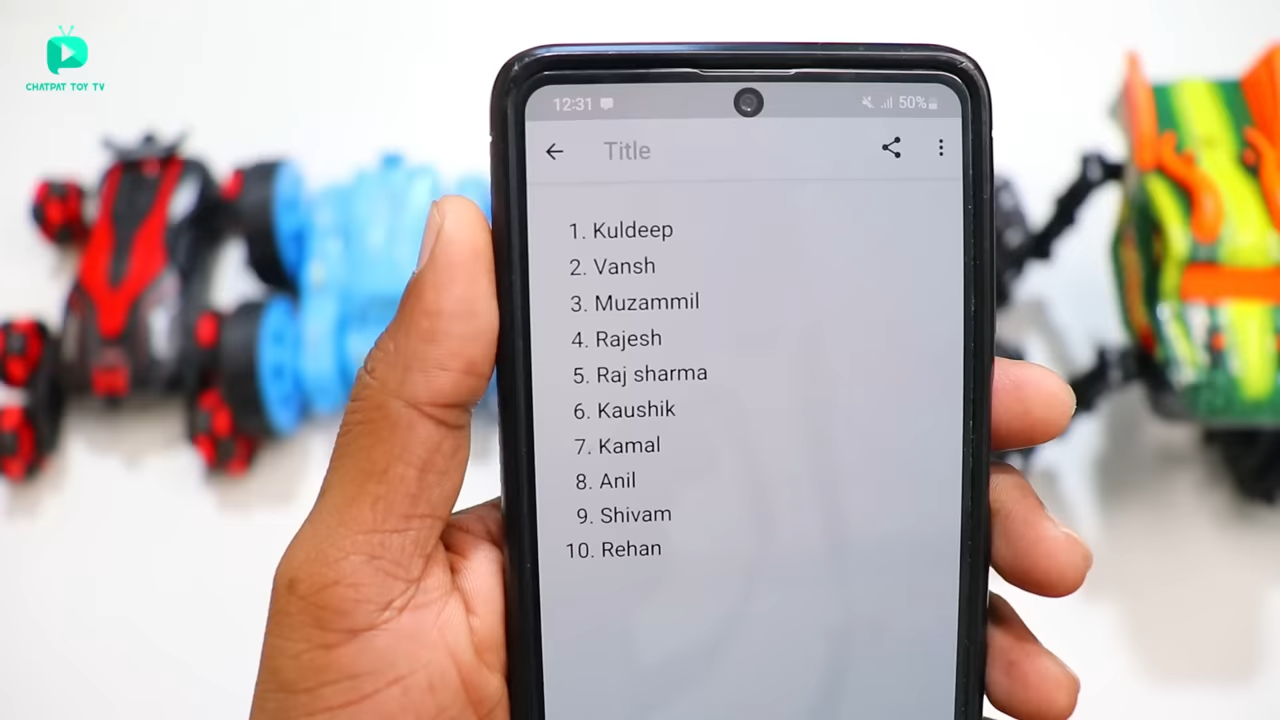 CHATPAT TOY TV
12:31 50%
Title
1. Kuldeep
2. Vansh
3. Muzammil
4. Rajesh
5. Raj sharma
6. Kaushik
7. Kamal
8. Anil
9. Shivam
10. Rehan